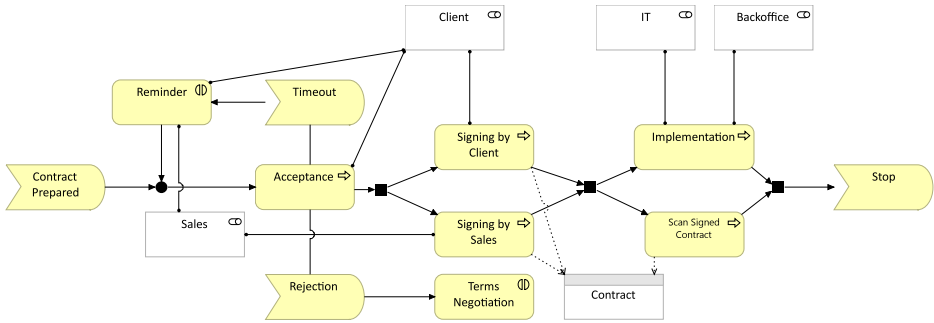 Client
IT
Backoffice
Reminder
Timeout
Signing by
Client
Implementation
Contract
Prepared
Acceptance
Stop
Sales
Signing by
Sales
Scan Signed
Contract
Rejection
Terms
Negotiation
Contract